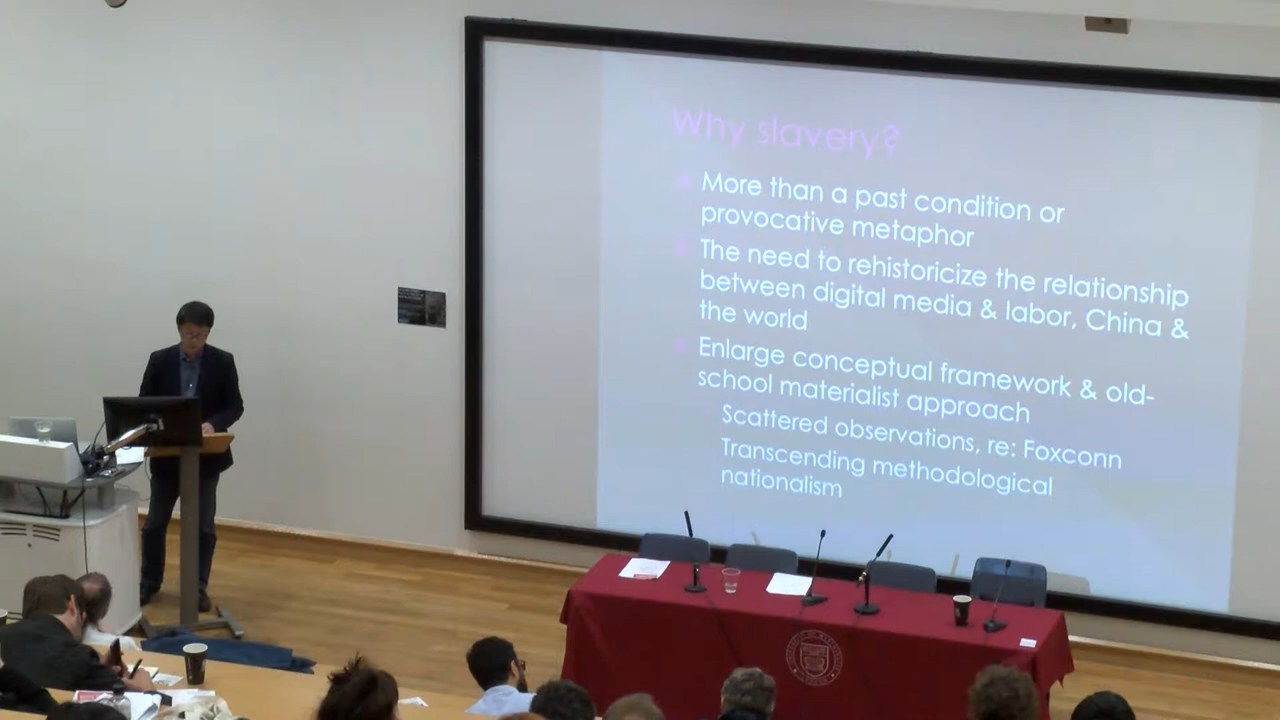 Why slavery?
More than a past condition or
provocative metaphor
The need to rehistoricize the relationship
between digital media & labor, China &
the world
Enlarge conceptual framework & old-
school materialist approach
Scattered observations, re: Foxconn
Transcending methodological
nationalism